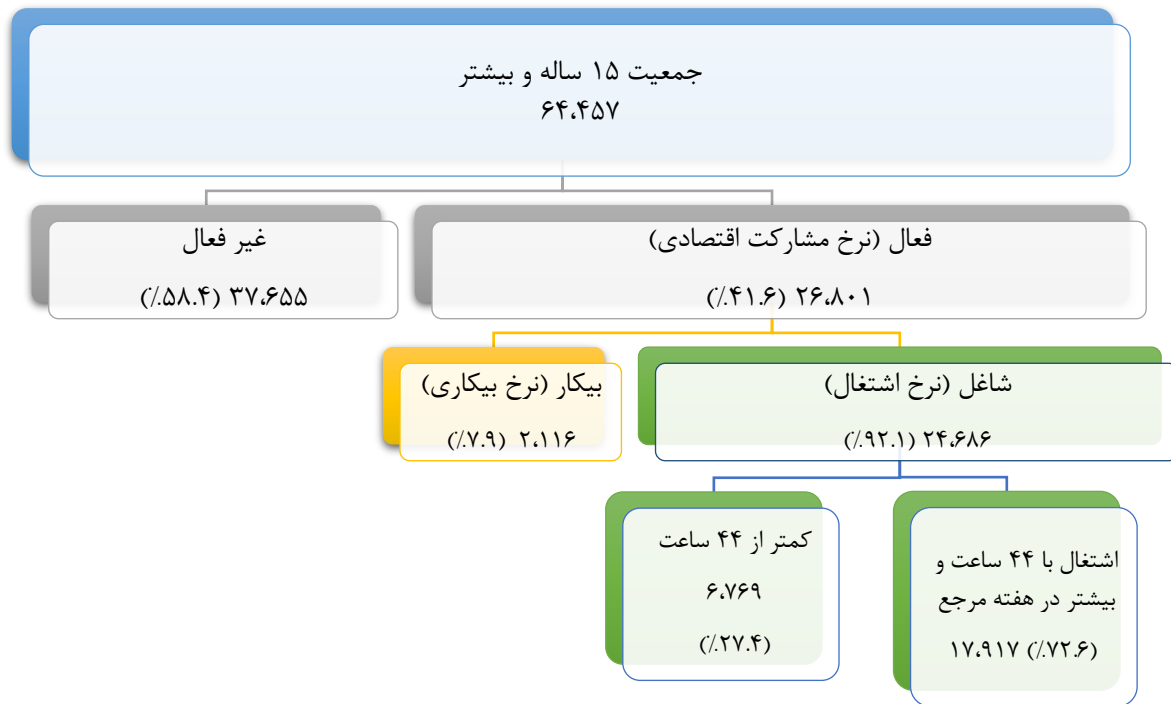 جمعیت ۱۵ ساله و بیشتر
۶۴،۴۵۷
فعال (نرخ مشارکت اقتصادی)
۲۶،۸۰۱ (٪۴۱.۶)
غیر فعال
۳۷،۶۵۵ (٪۵۸.۴)
شاغل (نرخ اشتغال)
۲۴،۶۸۶ (٪۹۲.۱)
بیکار (نرخ بیکاری)
۲،۱۱۶ (٪۷.۹)
اشتغال با ۴۴ ساعت و
بیشتر در هفته مرجع
۱۷،۹۱۷ (٪۷۲.۶)
کمتر از ۴۴ ساعت
۶،۷۶۹
(٪۲۷.۴)